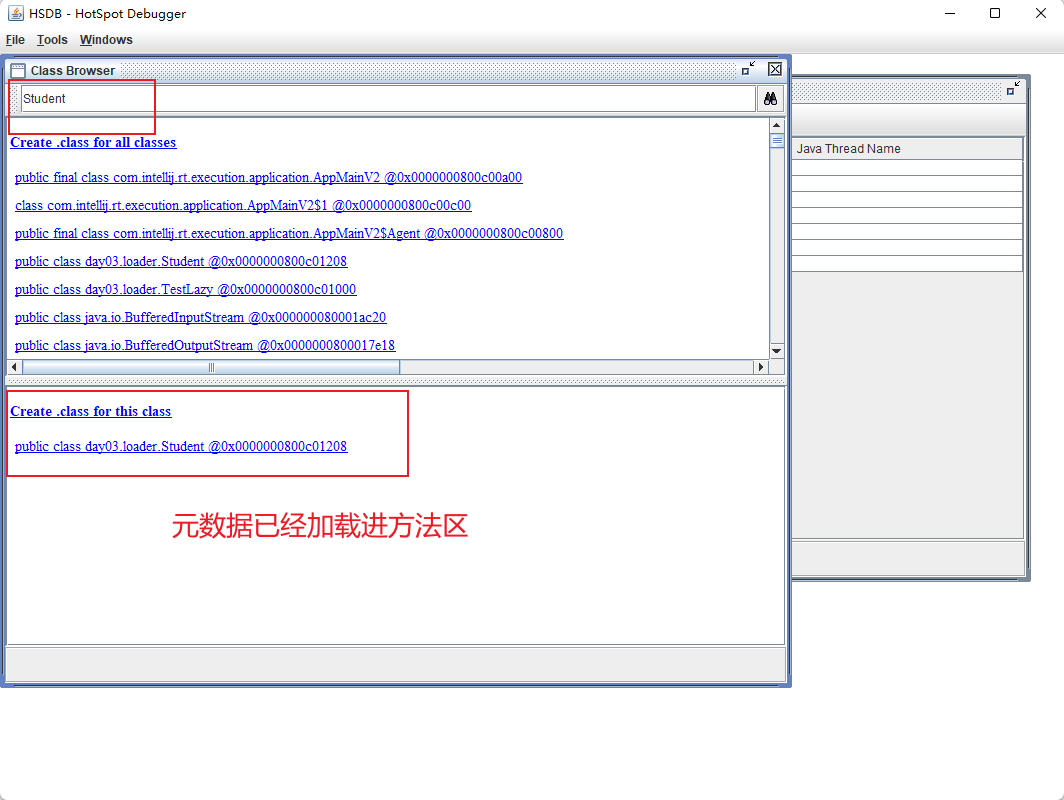 HSDB - HotSpot Debugger
File Tools Windows
Class Browser
Student
Create .class for all classes
public final class com.intellij.rt.execution.application.AppMainV2 @0x0000000800c00a00
class com.intellij.rt.execution.application.AppMainV2$1 @0x0000000800c00c00
public final class com.intellij.rt.execution.application.AppMainV2$Agent @0x0000000800c00800
public class day03.loader.Student @0x0000000800c01208
public class day03.loader.TestLazy @0x0000000800c01000
public class java.io.BufferedInputStream @0x000000080001ac20
public class java.io.BufferedOutputStream @0x0000000800017e18
Java Thread Name
Create .class for this class
public class day03.loader.Student @0x0000000800c01208
元数据已经加载进方法区